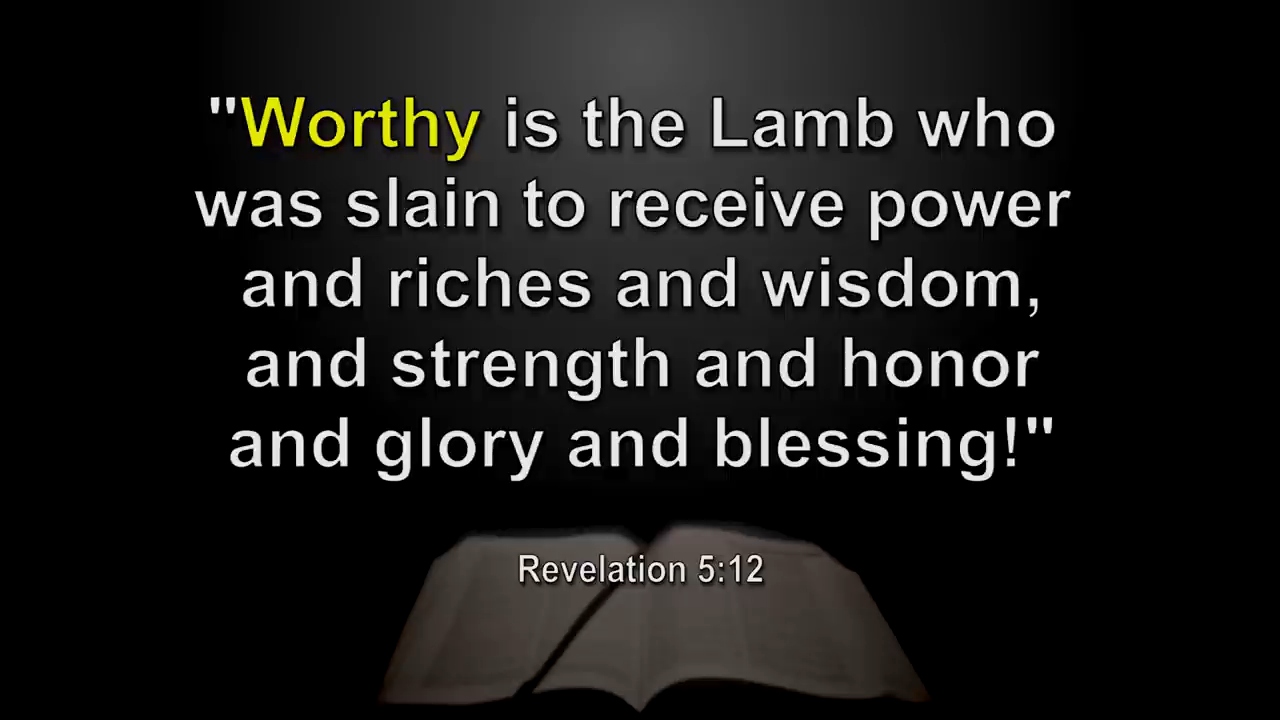 "Worthy is the Lamb who
was slain to receive power
and riches and wisdom,
and strength and honor
and glory and blessing!"
Revelation 5:12